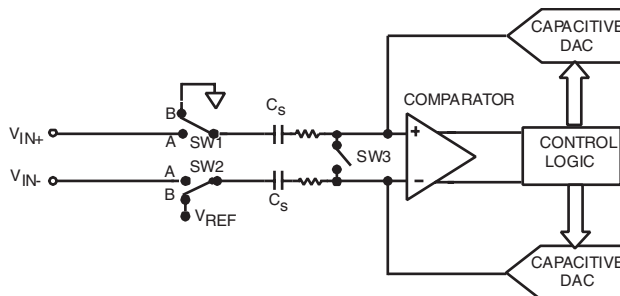 CAPACITIVE
DAC
B
C_S
COMPARATOR
V_IN+
A
SW1
+
SW3
CONTROL
LOGIC
V_IN-
A
SW2
B
C_S
−
V_REF
CAPACITIVE
DAC